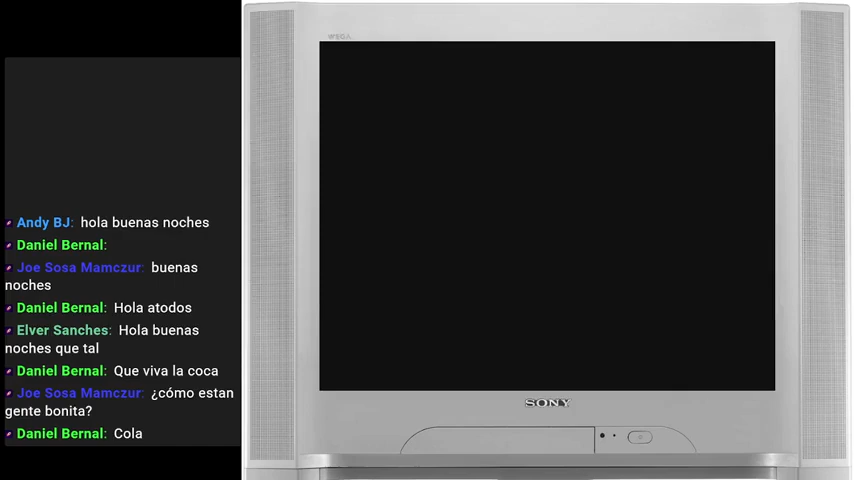 WEGA
Andy BJ: hola buenas noches
Daniel Bernal:
Joe Sosa Mamczur: buenas
noches
Daniel Bernal: Hola atodos
Elver Sanches: Hola buenas
noches que tal
Daniel Bernal: Que viva la coca
Joe Sosa Mamczur: ¿cómo estan
gente bonita?
Daniel Bernal: Cola
SONY